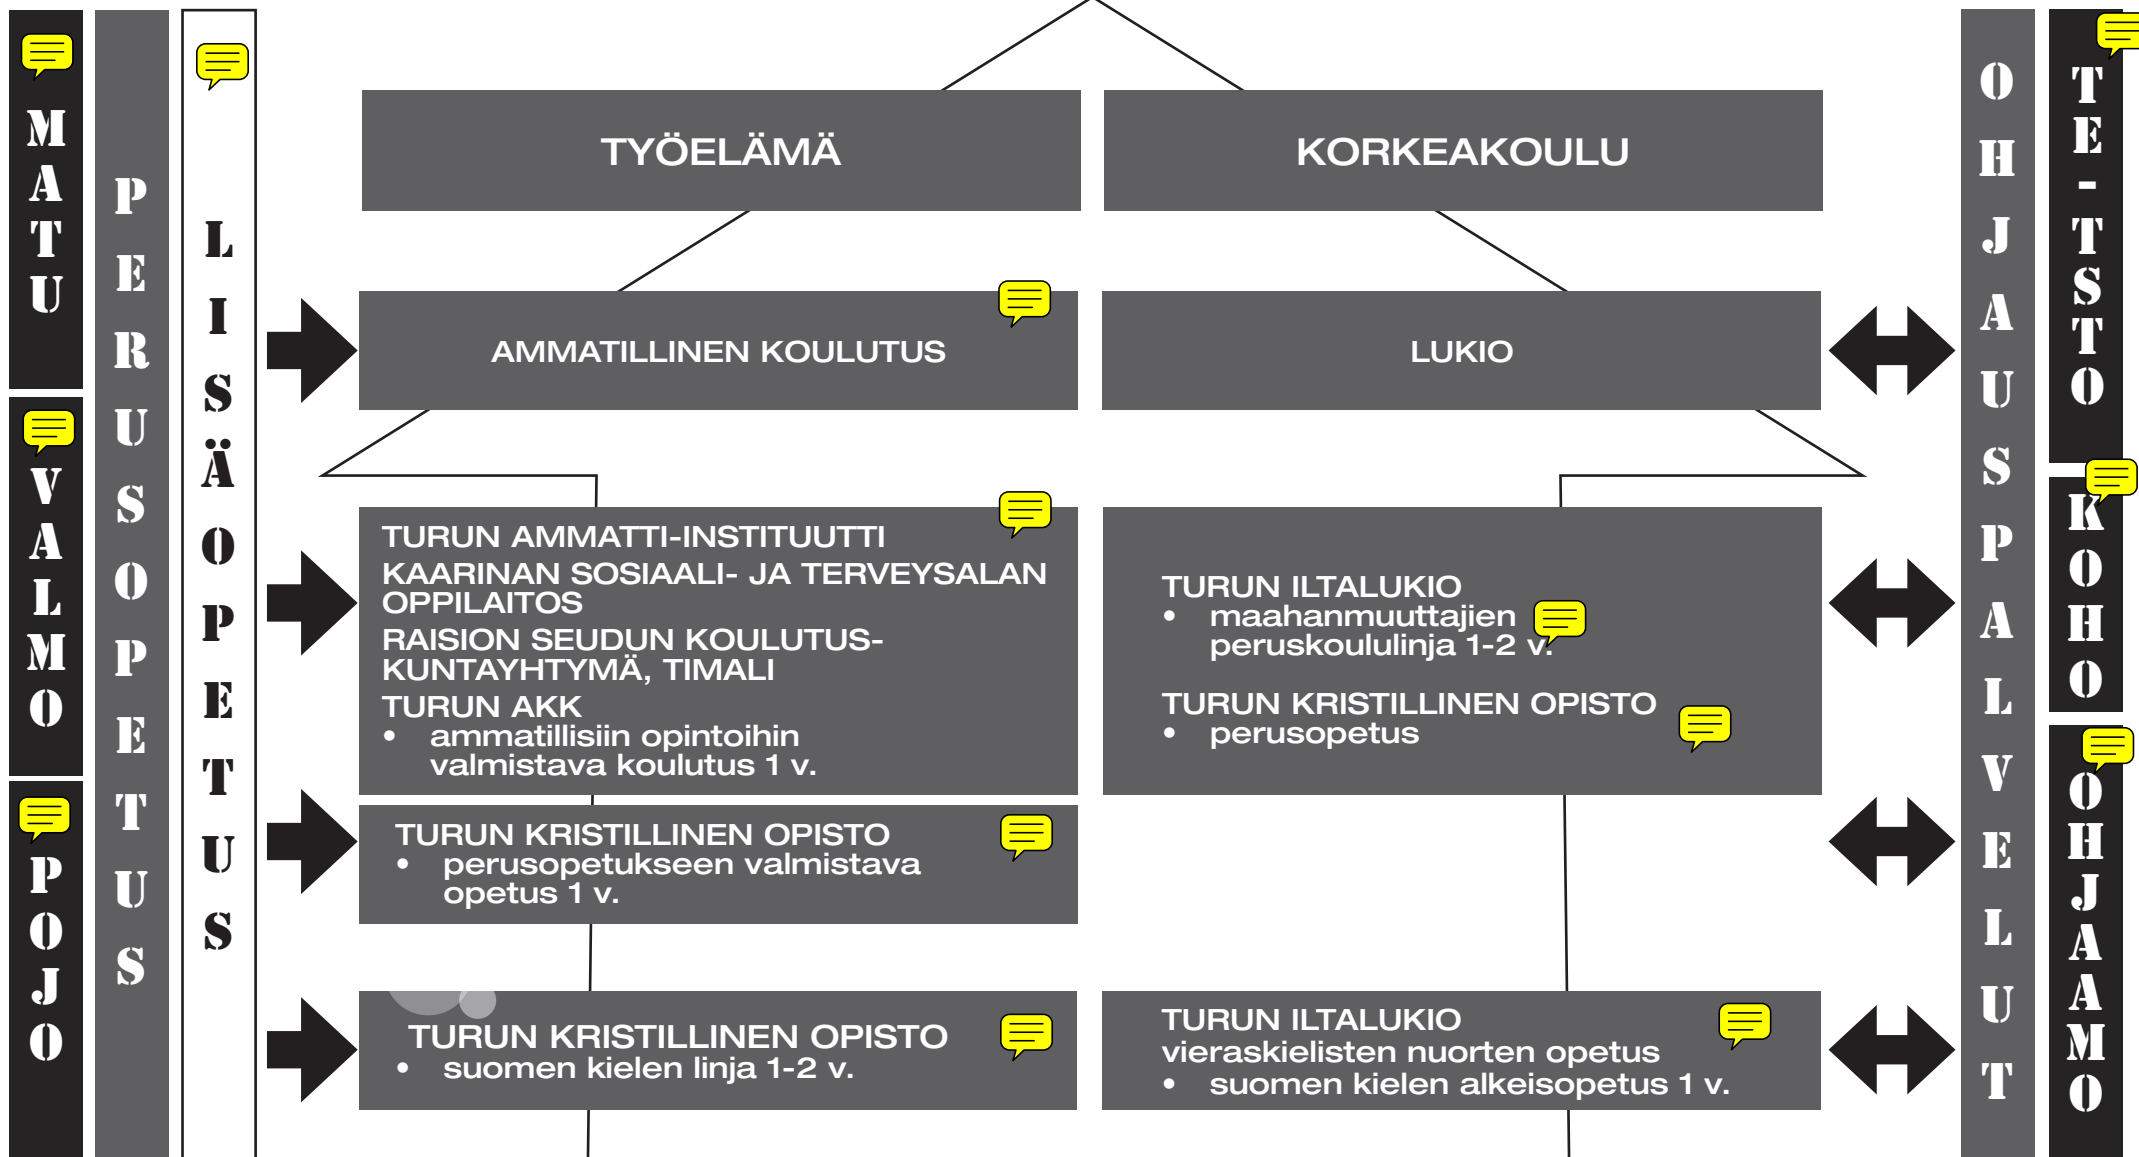 MATU
VALMO
POJO
PERUSOPETUS
LISÄOPETUS
TYÖELÄMÄ
KORKEAKOULU
AMMATILLINEN KOULUTUS
LUKIO
TURUN AMMATTI-INSTITUUTTI
KAARINAN SOSIAALI- JA TERVEYSALAN
OPPILAITOS
RAISION SEUDUN KOULUTUS-
KUNTAYHTYMÄ, TIMALI
TURUN AKK
• ammatillisiin opintoihin
valmistava koulutus 1 v.
TURUN ILTALUKIO
• maahanmuuttajien
peruskoululinja 1-2 v.
TURUN KRISTILLINEN OPISTO
• perusopetus
TURUN KRISTILLINEN OPISTO
• perusopetukseen valmistava
opetus 1 v.
TURUN KRISTILLINEN OPISTO
• suomen kielen linja 1-2 v.
TURUN ILTALUKIO
vieraskielisten nuorten opetus
• suomen kielen alkeisopetus 1 v.
OHJAUSPALVELUT
TE-TSTO
KOHO
OHJAAMO